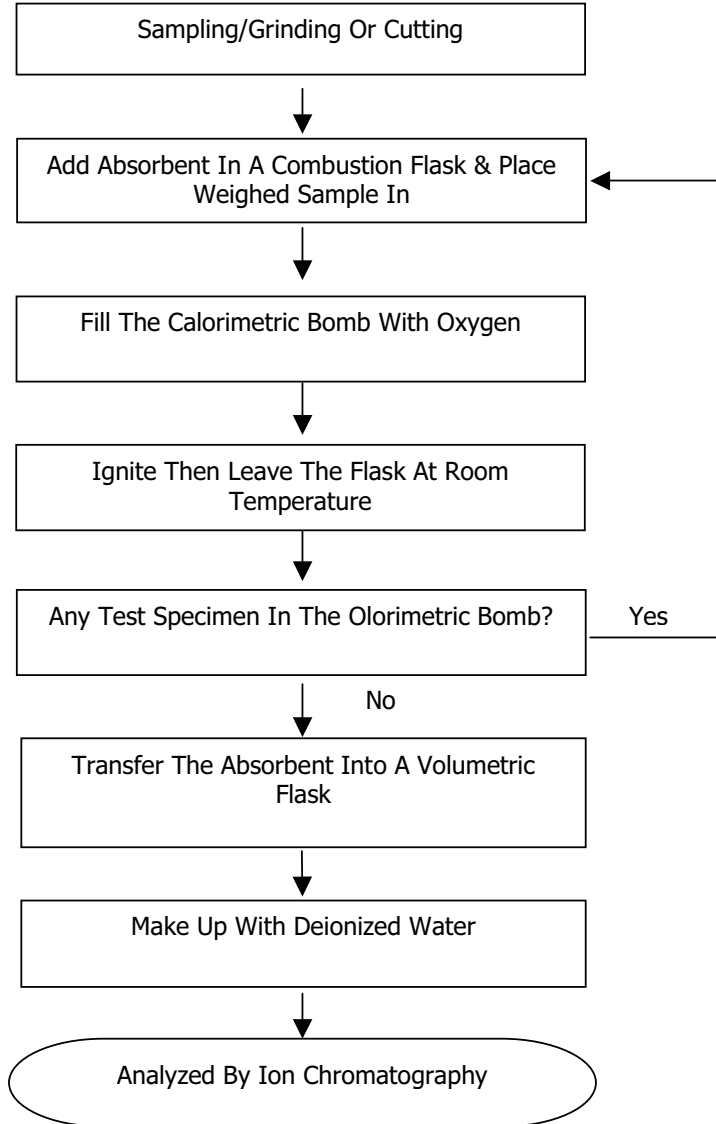 Sampling/Grinding Or Cutting
Add Absorbent In A Combustion Flask & Place
Weighed Sample In
Fill The Calorimetric Bomb With Oxygen
Ignite Then Leave The Flask At Room
Temperature
Any Test Specimen In The Olorimetric Bomb?
Yes
No
Transfer The Absorbent Into A Volumetric
Flask
Make Up With Deionized Water
Analyzed By Ion Chromatography